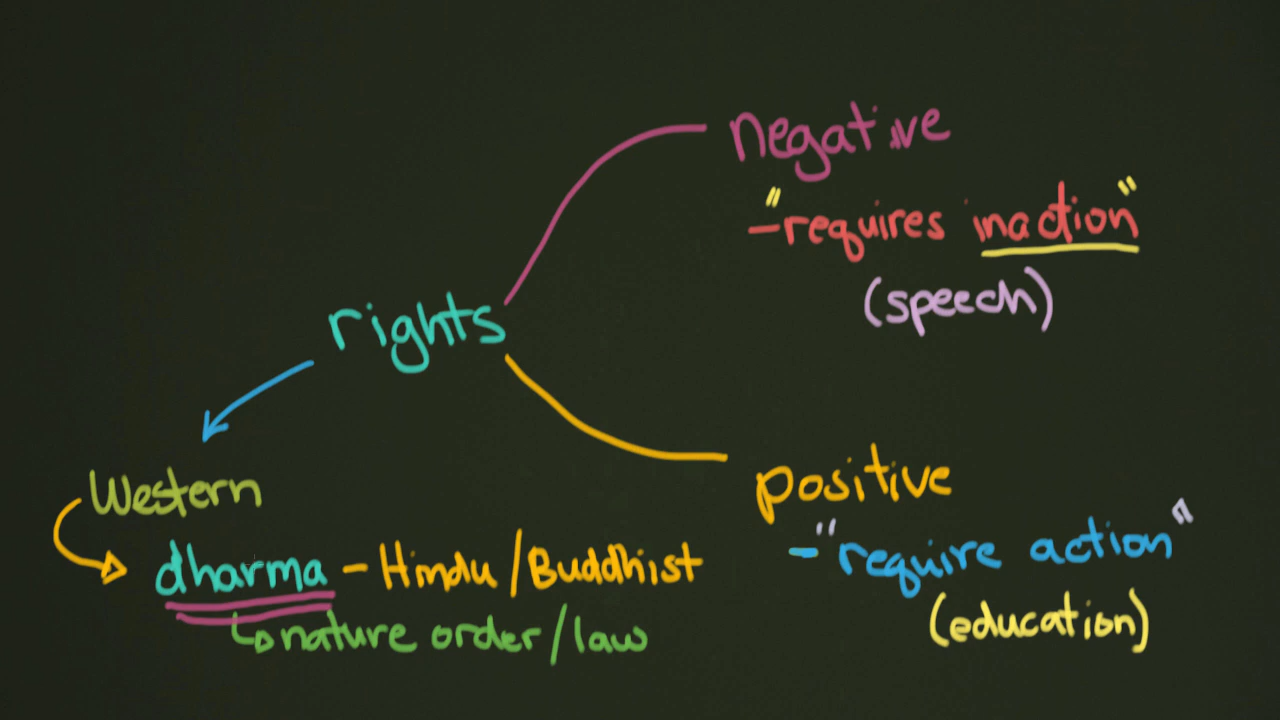 negative
-"requires inaction"
(speech)
rights
positive
-"require action"
(education)
Western
dharma - Hindu/Buddhist
nature order/law